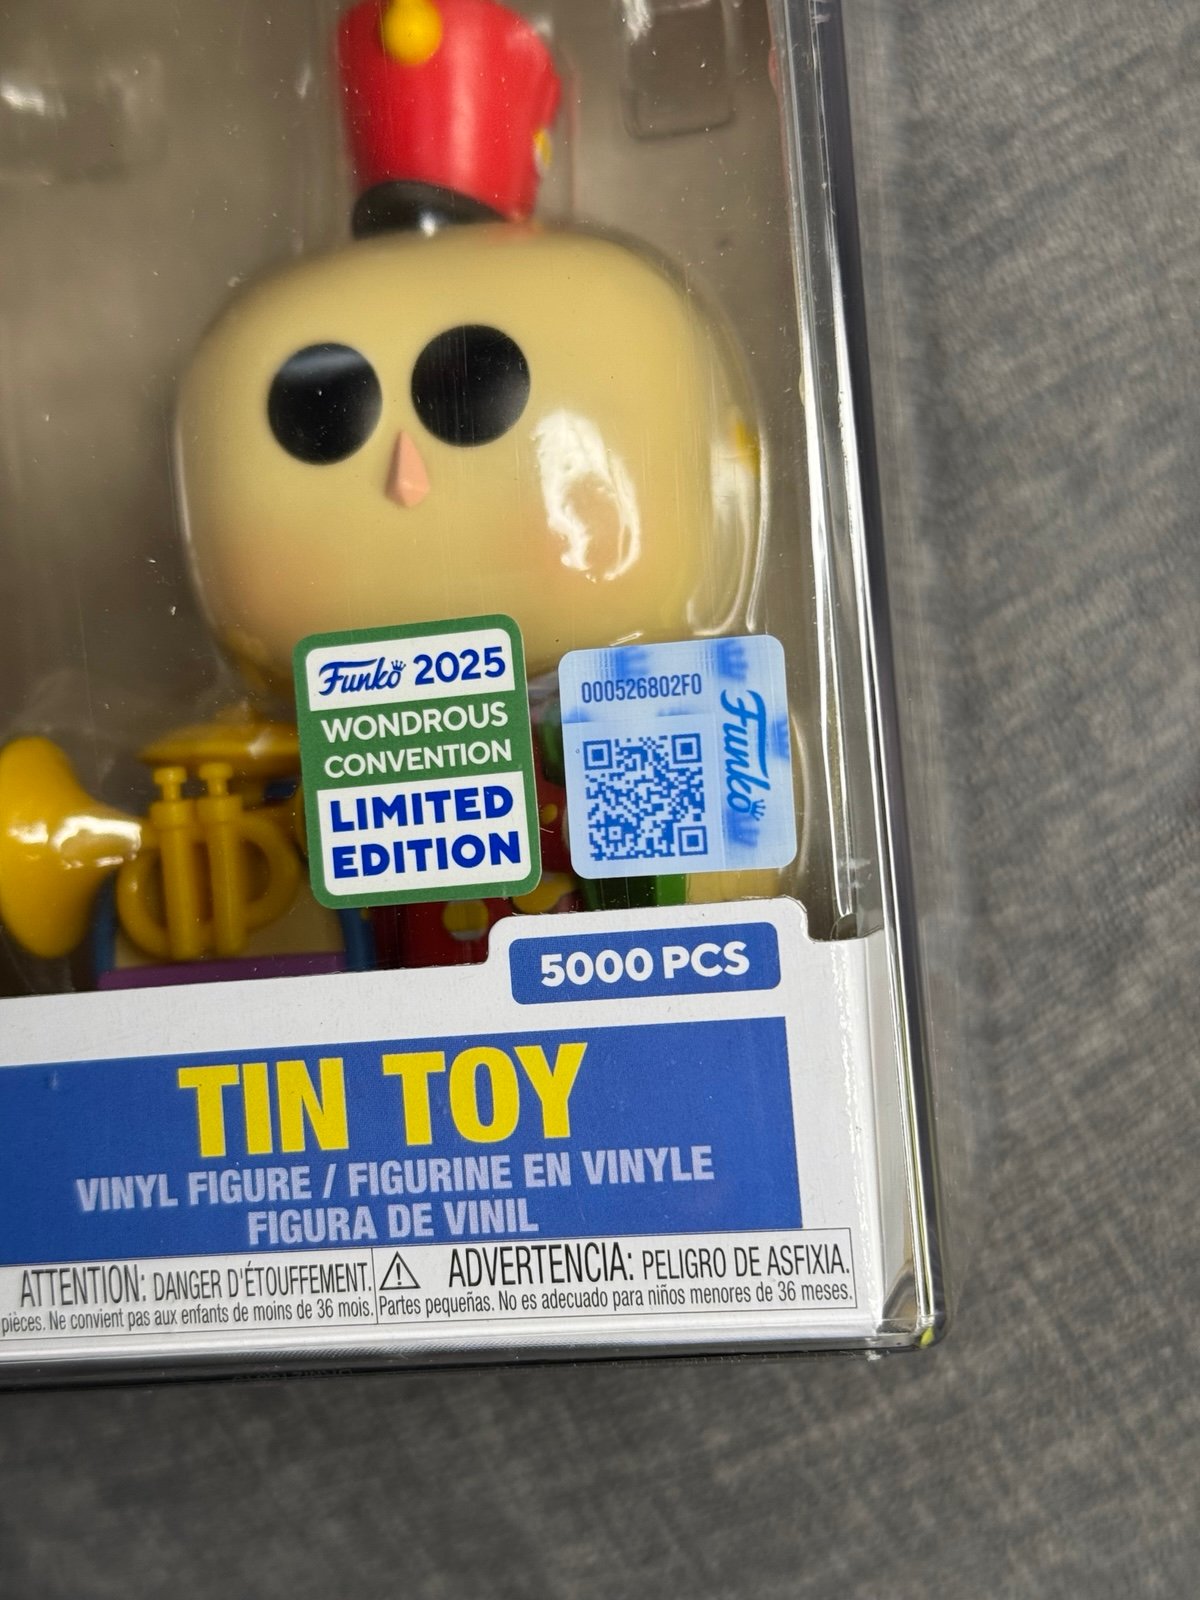 Funko 2025
WONDROUS
CONVENTION
LIMITED
EDITION
000526802F0
Funko
5000 PCS
TIN TOY
VINYL FIGURE / FIGURINE EN VINYLE
FIGURA DE VINIL
ATTENTION: DANGER D'ÉTOUFFEMENT.
pièces. Ne convient pas aux enfants de moins de 36 mois.
ADVERTENCIA: PELIGRO DE ASFIXIA.
Partes pequeñas. No es adecuado para niños menores de 36 meses.